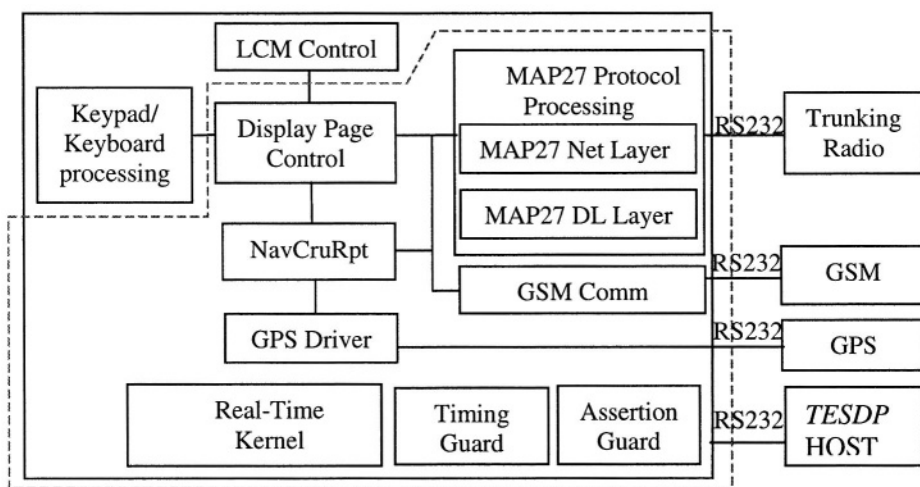 LCM Control
Keypad/
Keyboard
processing
Display Page
Control
MAP27 Protocol
Processing
MAP27 Net Layer
MAP27 DL Layer
RS232
Trunking
Radio
NavCruRpt
GSM Comm
RS232
GSM
GPS Driver
RS232
GPS
Real-Time
Kernel
Timing
Guard
Assertion
Guard
RS232
TESDP
HOST